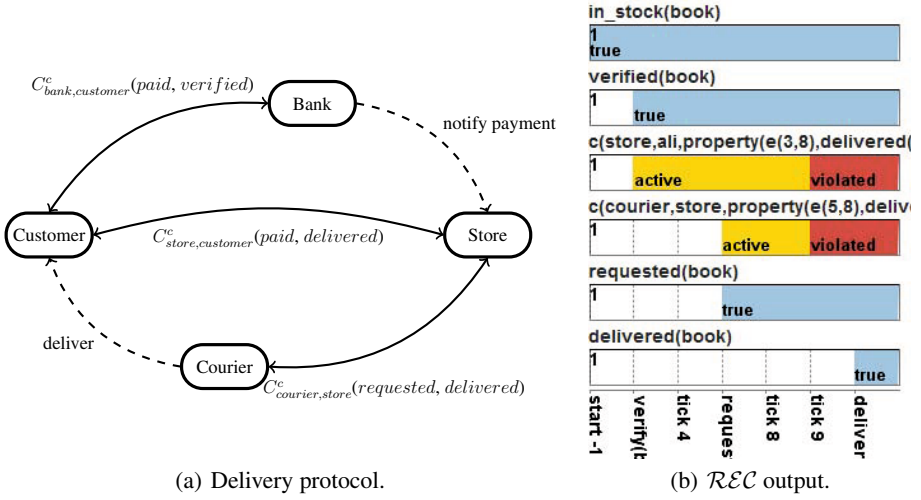 C^c_{bank,customer}(paid, verified)
Bank
notify payment
Customer
C^c_{store,customer}(paid, delivered)
Store
deliver
Courier
C^c_{courier,store}(requested, delivered)
(a) Delivery protocol.
in_stock(book)
1
true
verified(book)
1
true
c(store,ali,property(e(3,8),delivered(
1
active
violated
c(courier,store,property(e(5,8),delive
1
active
violated
requested(book)
1
true
delivered(book)
1
true
start -1
verify(b
tick 4
reques
tick 8
tick 9
deliver
(b) REC output.